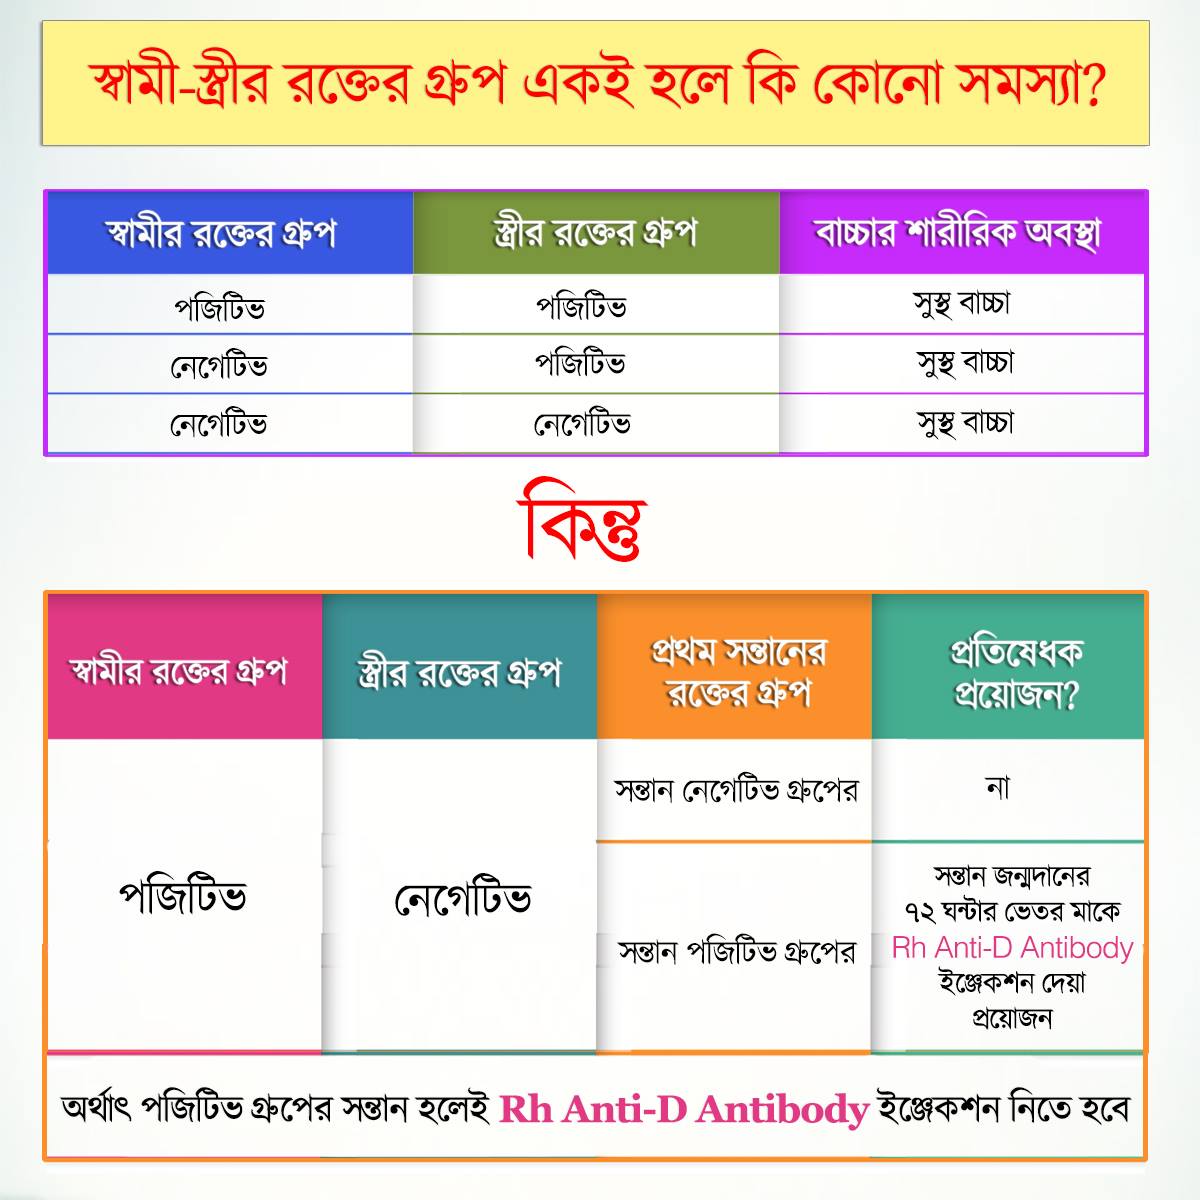 স্বামী-স্ত্রীর রক্তের গ্রুপ একই হলে কি কোনো সমস্যা?
স্বামীর রক্তের গ্রুপ স্ত্রীর রক্তের গ্রুপ বাচ্চার শারীরিক অবস্থা
পজিটিভ পজিটিভ সুস্থ বাচ্চা
নেগেটিভ পজিটিভ সুস্থ বাচ্চা
নেগেটিভ নেগেটিভ সুস্থ বাচ্চা
কিন্তু
স্বামীর রক্তের গ্রুপ
স্ত্রীর রক্তের গ্রুপ
প্রথম সন্তানের
রক্তের গ্রুপ
প্রতিষেধক
প্রয়োজন?
পজিটিভ
নেগেটিভ
সন্তান নেগেটিভ গ্রুপের
না
সন্তান পজিটিভ গ্রুপের
সন্তান জন্মদানের
৭২ ঘন্টার ভেতর মাকে
Rh Anti-D Antibody
ইঞ্জেকশন দেয়া
প্রয়োজন
অর্থাৎ পজিটিভ গ্রুপের সন্তান হলেই Rh Anti-D Antibody ইঞ্জেকশন নিতে হবে